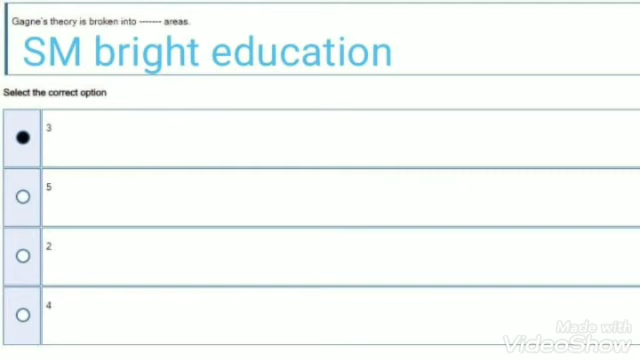 Gagne's theory is broken into ------- areas.
SM bright education
Select the correct option
3
5
2
4
Made with
VideoShow